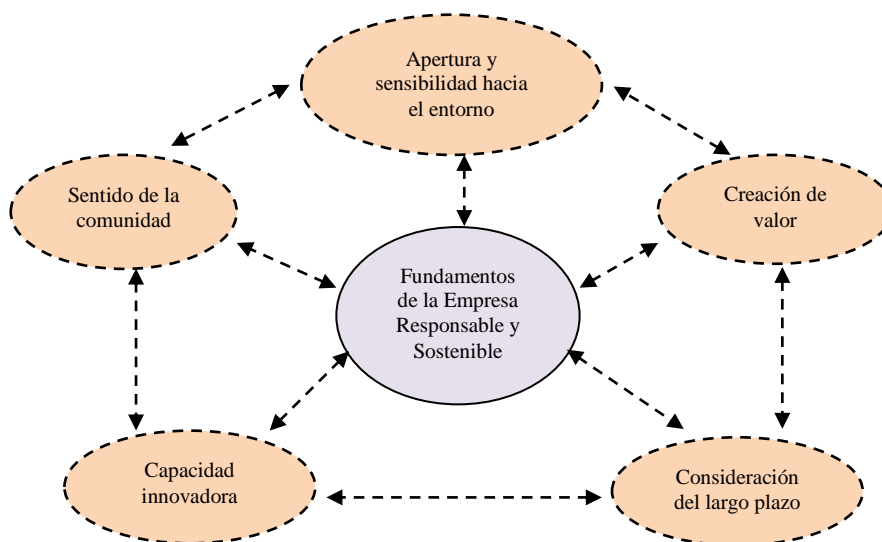 Apertura y
sensibilidad hacia
el entorno
Sentido de la
comunidad
Creación de
valor
Fundamentos
de la Empresa
Responsable y
Sostenible
Capacidad
innovadora
Consideración
del largo plazo